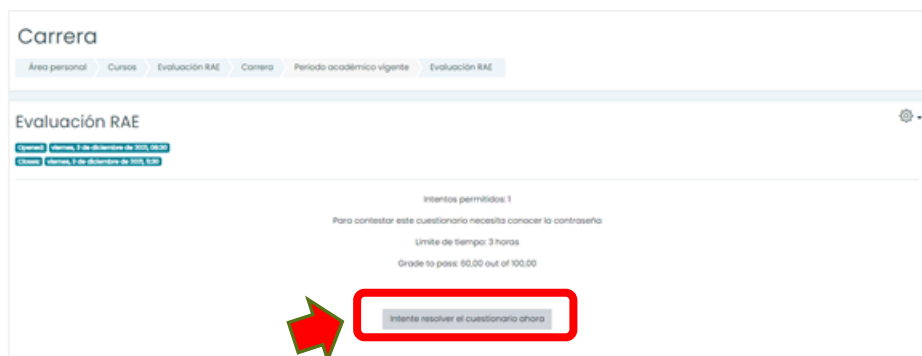 Carrera
Área personal Cursos Evaluación RAE Carrera Período académico vigente Evaluación RAE
Evaluación RAE
Opened: viernes, 3 de diciembre de 2021, 08:30
Closes: viernes, 3 de diciembre de 2021, 11:30
Intentos permitidos: 1
Para contestar este cuestionario necesita conocer la contraseña
Límite de tiempo: 3 horas
Grade to pass: 60,00 out of 100,00
Intente resolver el cuestionario ahora